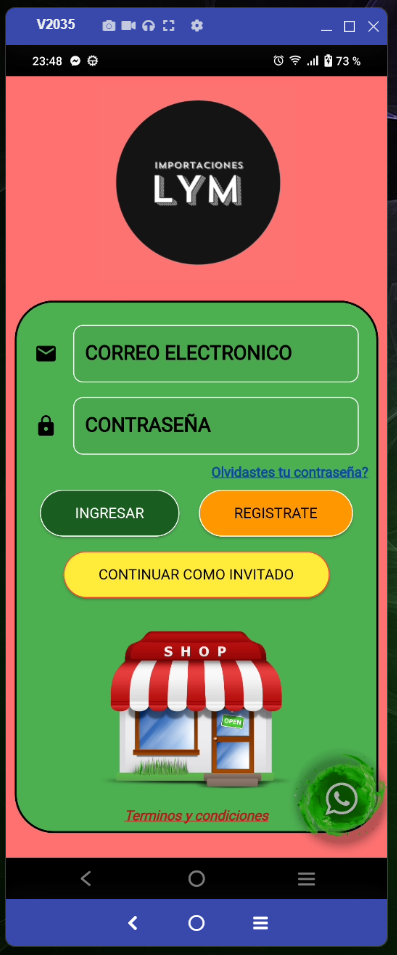 V2035
23:48
73 %
IMPORTACIONES
LYM
CORREO ELECTRONICO
CONTRASEÑA
Olvidastes tu contraseña?
INGRESAR
REGISTRATE
CONTINUAR COMO INVITADO
SHOP
OPEN
Terminos y condiciones